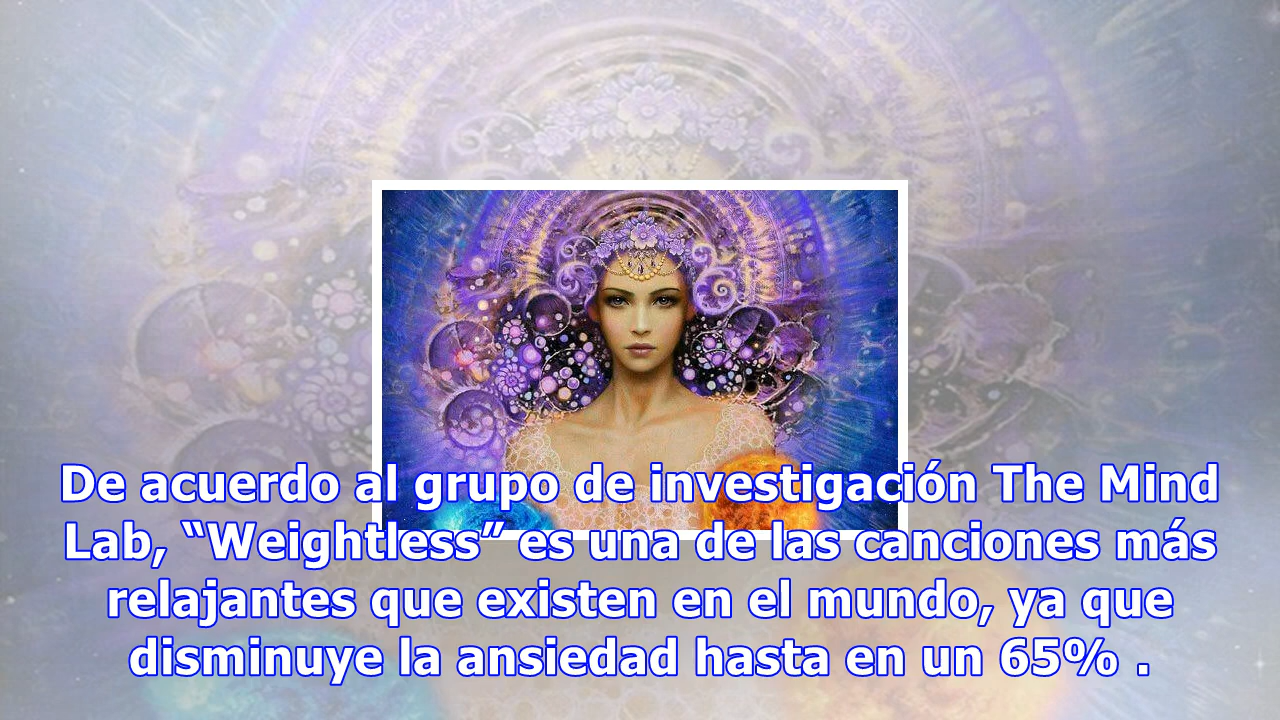 De acuerdo al grupo de investigación The Mind
Lab, “Weightless” es una de las canciones más
relajantes que existen en el mundo, ya que
disminuye la ansiedad hasta en un 65% .